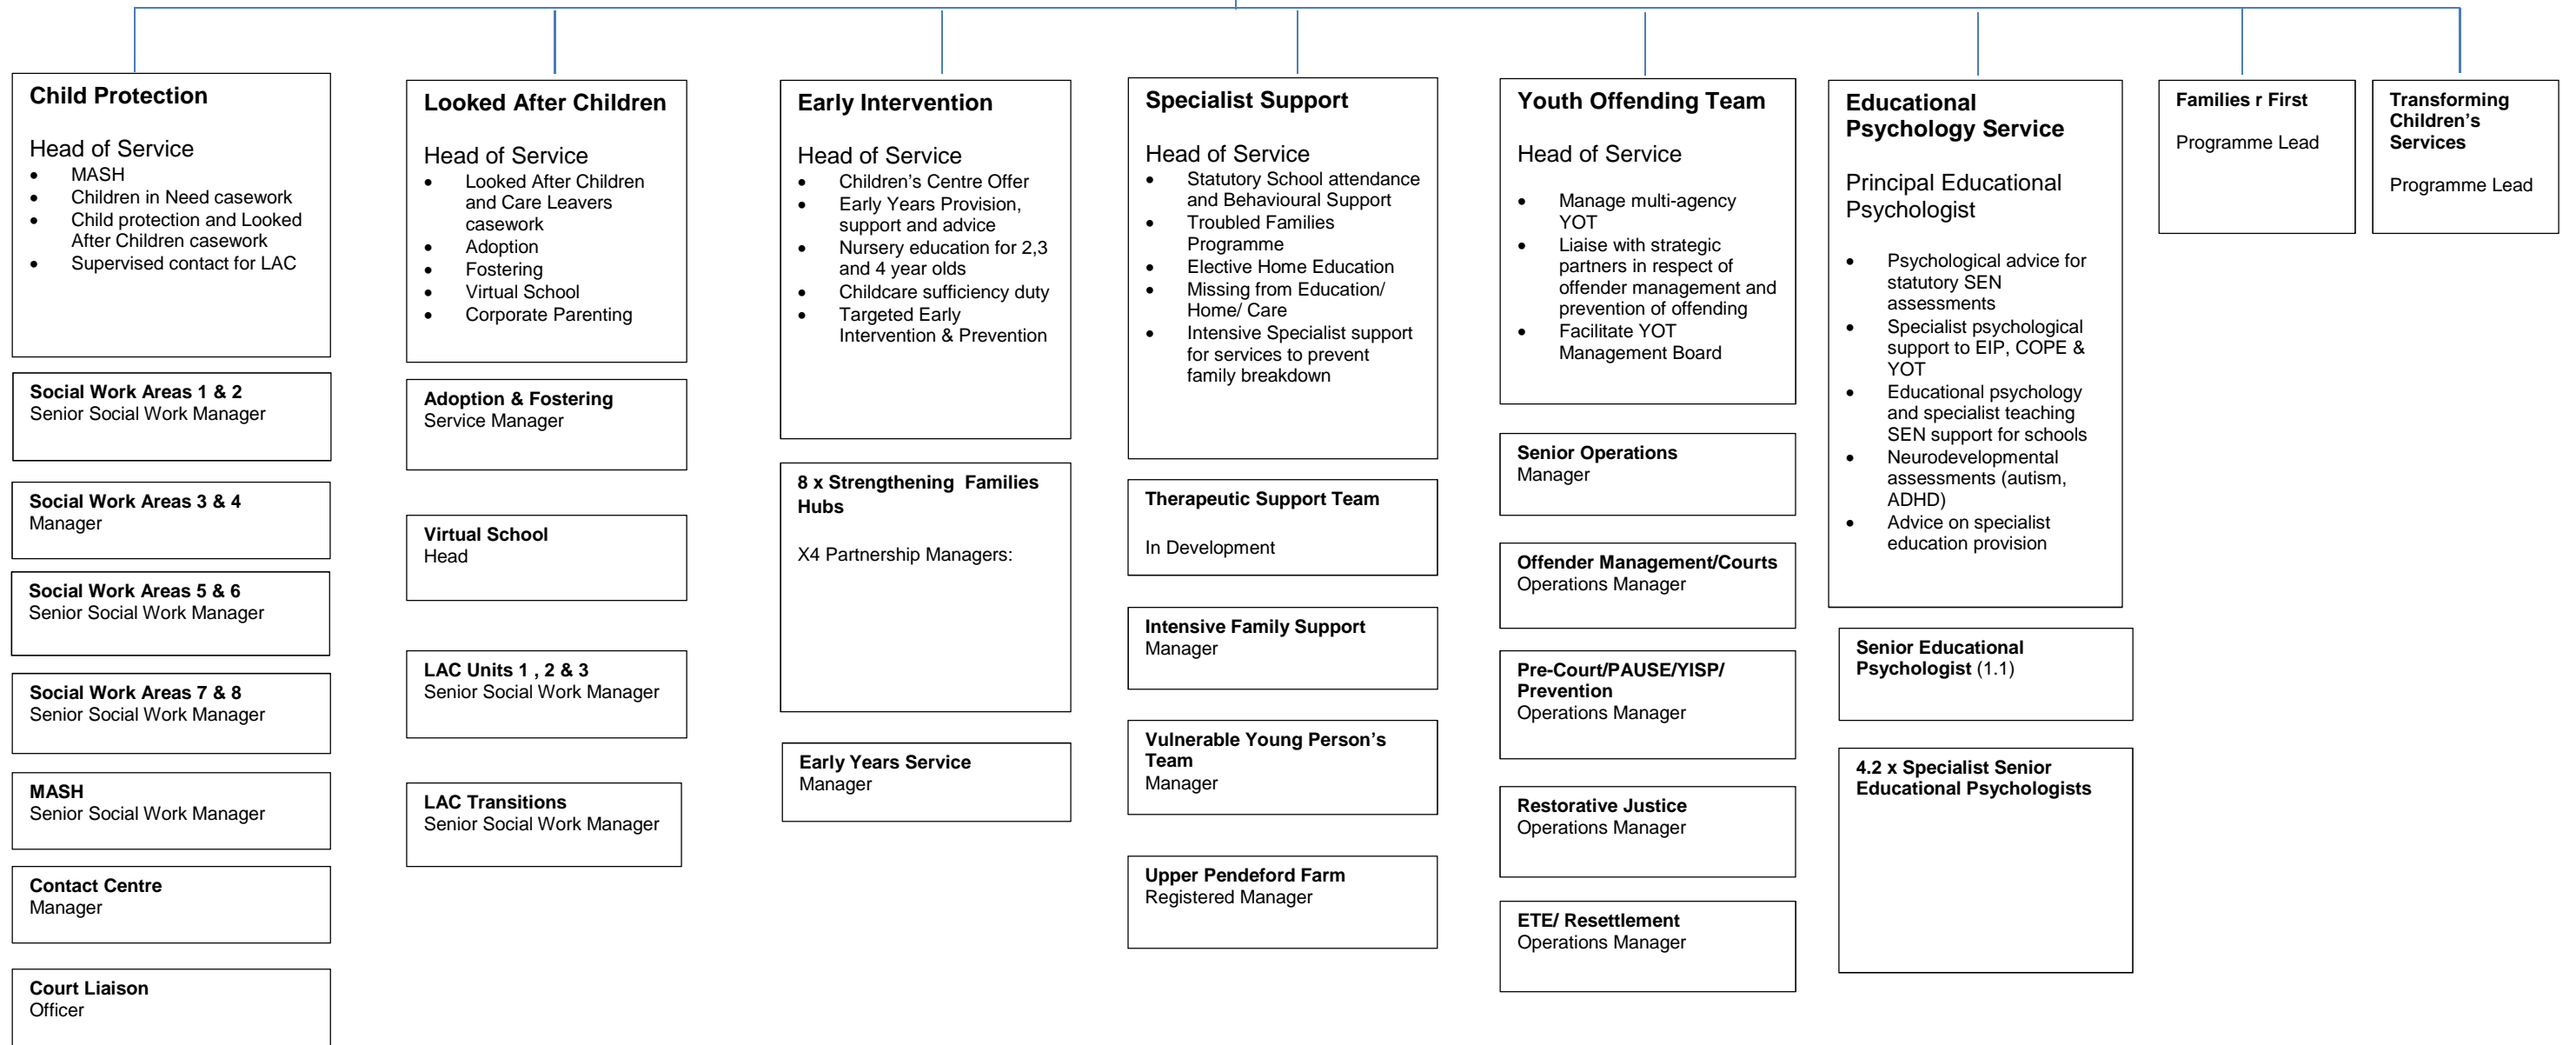 Child Protection
Head of Service
• MASH
• Children in Need casework
• Child protection and Looked
After Children casework
• Supervised contact for LAC
Social Work Areas 1 & 2
Senior Social Work Manager
Social Work Areas 3 & 4
Manager
Social Work Areas 5 & 6
Senior Social Work Manager
Social Work Areas 7 & 8
Senior Social Work Manager
MASH
Senior Social Work Manager
Contact Centre
Manager
Court Liaison
Officer
Looked After Children
Head of Service
• Looked After Children
and Care Leavers
casework
• Adoption
• Fostering
• Virtual School
• Corporate Parenting
Adoption & Fostering
Service Manager
Virtual School
Head
LAC Units 1 , 2 & 3
Senior Social Work Manager
LAC Transitions
Senior Social Work Manager
Early Intervention
Head of Service
• Children’s Centre Offer
• Early Years Provision,
support and advice
• Nursery education for 2,3
and 4 year olds
• Childcare sufficiency duty
• Targeted Early
Intervention & Prevention
8 x Strengthening Families
Hubs
X4 Partnership Managers:
Early Years Service
Manager
Specialist Support
Head of Service
• Statutory School attendance
and Behavioural Support
• Troubled Families
Programme
• Elective Home Education
• Missing from Education/
Home/ Care
• Intensive Specialist support
for services to prevent
family breakdown
Therapeutic Support Team
In Development
Intensive Family Support
Manager
Vulnerable Young Person’s
Team
Manager
Upper Pendeford Farm
Registered Manager
Youth Offending Team
Head of Service
• Manage multi-agency
YOT
• Liaise with strategic
partners in respect of
offender management and
prevention of offending
• Facilitate YOT
Management Board
Senior Operations
Manager
Offender Management/Courts
Operations Manager
Pre-Court/PAUSE/YISP/
Prevention
Operations Manager
Restorative Justice
Operations Manager
ETE/ Resettlement
Operations Manager
Educational
Psychology Service
Principal Educational
Psychologist
• Psychological advice for
statutory SEN
assessments
• Specialist psychological
support to EIP, COPE &
YOT
• Educational psychology
and specialist teaching
SEN support for schools
• Neurodevelopmental
assessments (autism,
ADHD)
• Advice on specialist
education provision
Senior Educational
Psychologist (1.1)
4.2 x Specialist Senior
Educational Psychologists
Families r First
Programme Lead
Transforming
Children’s
Services
Programme Lead